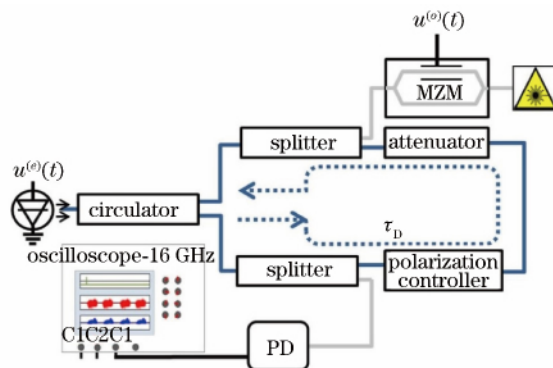 u^(o)(t)
MZM
splitter
attenuator
u^(e)(t)
circulator
τ_D
oscilloscope-16 GHz
splitter
polarization
controller
C1C2C1
PD